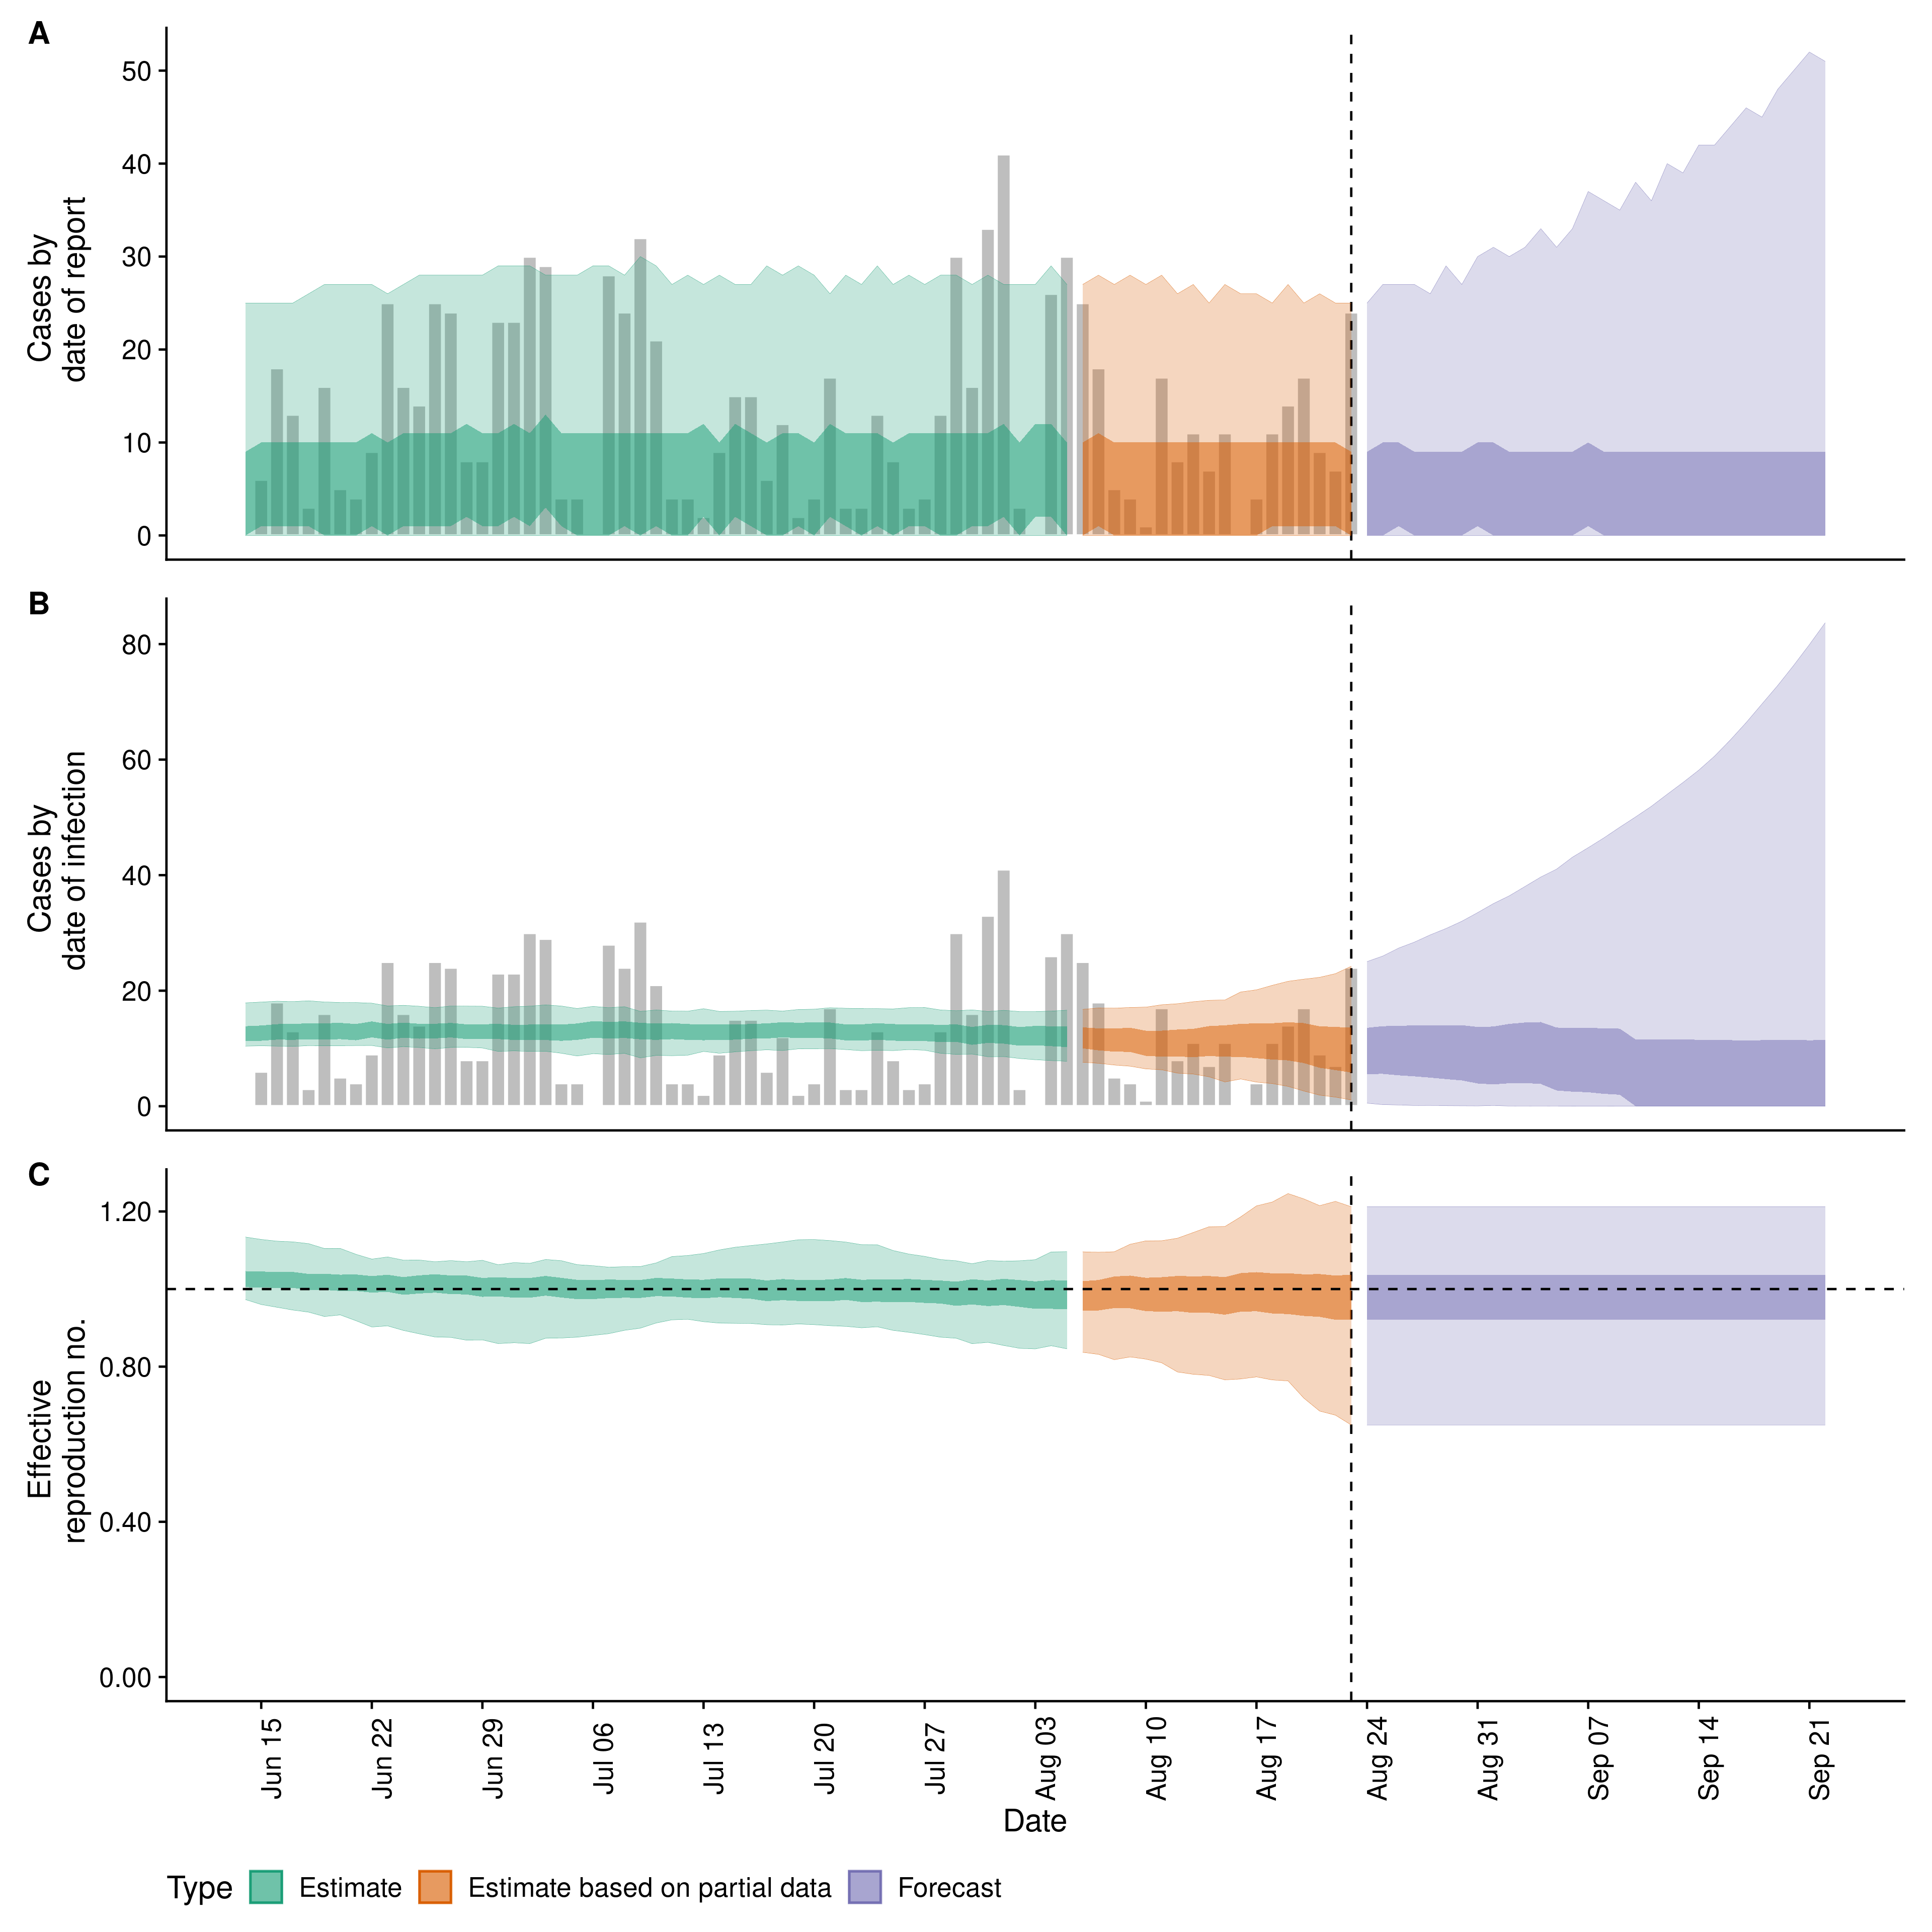 A
50
40
30
20
10
0
Cases by
date of report
B
80
60
40
20
0
Cases by
date of infection
C
1.20
0.80
0.40
0.00
Effective
reproduction no.
Jun 15
Jun 22
Jun 29
Jul 06
Jul 13
Jul 20
Jul 27
Aug 03
Aug 10
Aug 17
Aug 24
Aug 31
Sep 07
Sep 14
Sep 21
Date
Type Estimate Estimate based on partial data Forecast